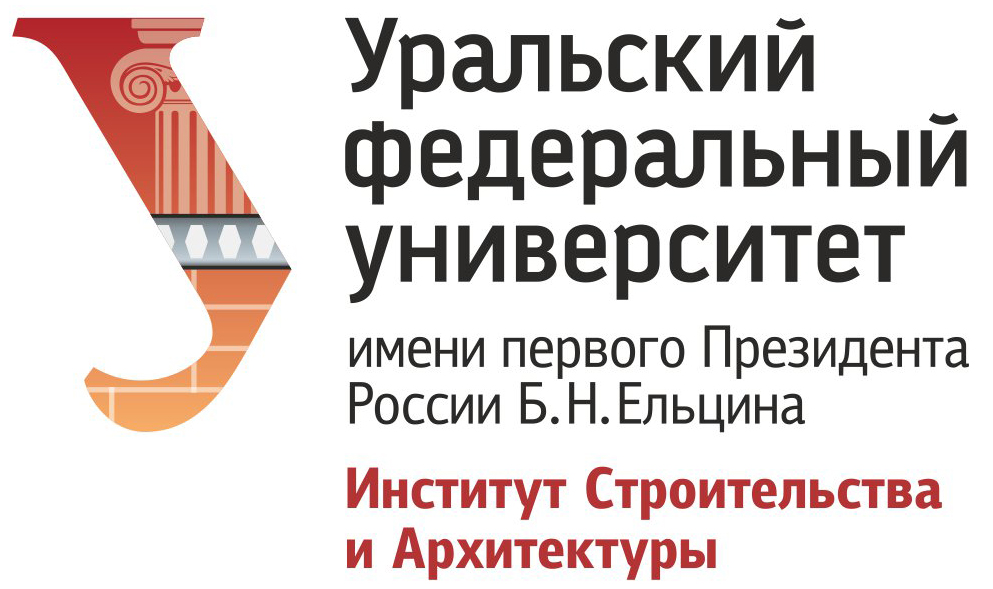 Уральский
федеральный
университет
имени первого Президента
России Б.Н.Ельцина
Институт Строительства
и Архитектуры